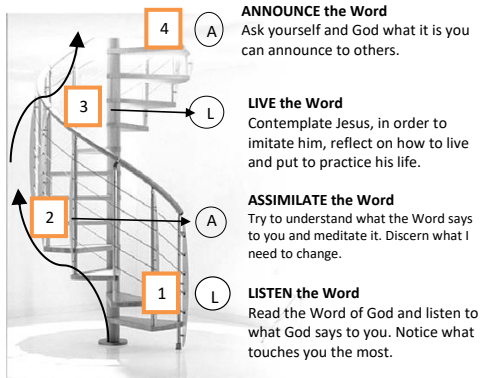 4
A
ANNOUNCE the Word
Ask yourself and God what it is you
can announce to others.
3
L
LIVE the Word
Contemplate Jesus, in order to
imitate him, reflect on how to live
and put to practice his life.
2
A
ASSIMILATE the Word
Try to understand what the Word says
to you and meditate it. Discern what I
need to change.
1
L
LISTEN the Word
Read the Word of God and listen to
what God says to you. Notice what
touches you the most.